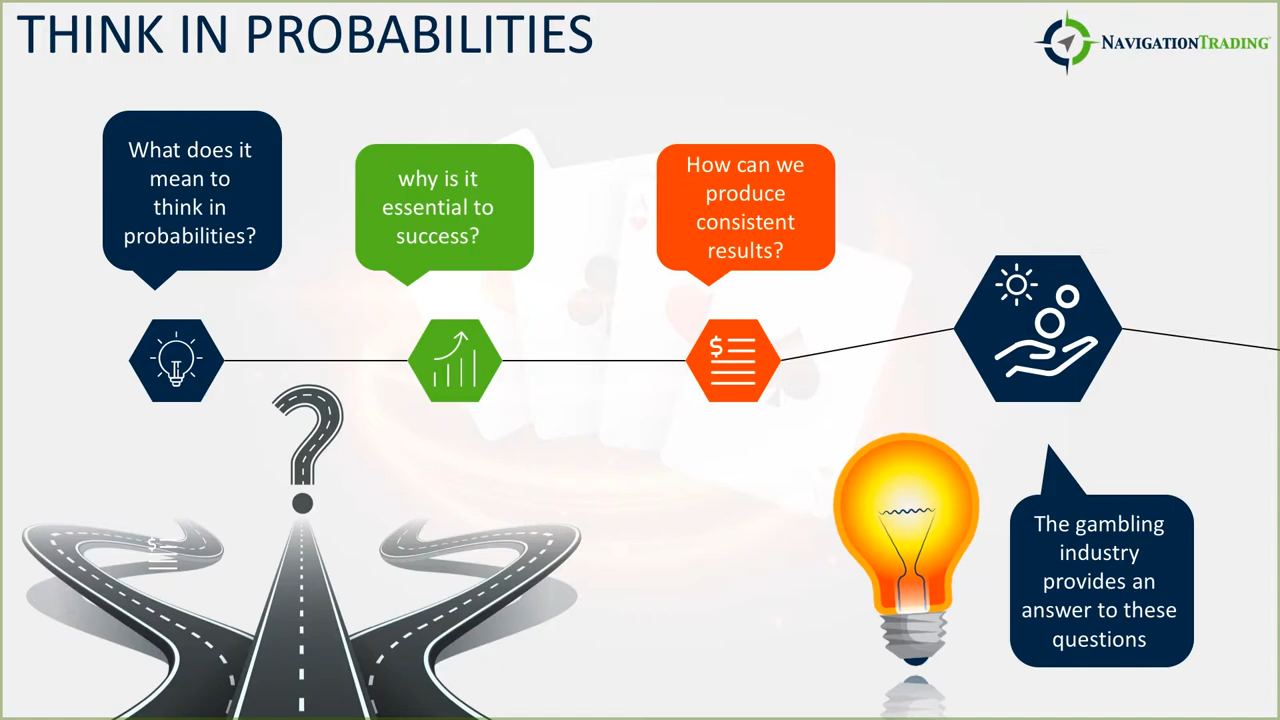 THINK IN PROBABILITIES
NAVIGATIONTRADING
What does it
mean to
think in
probabilities?
why is it
essential to
success?
How can we
produce
consistent
results?
$
The gambling
industry
provides an
answer to these
questions